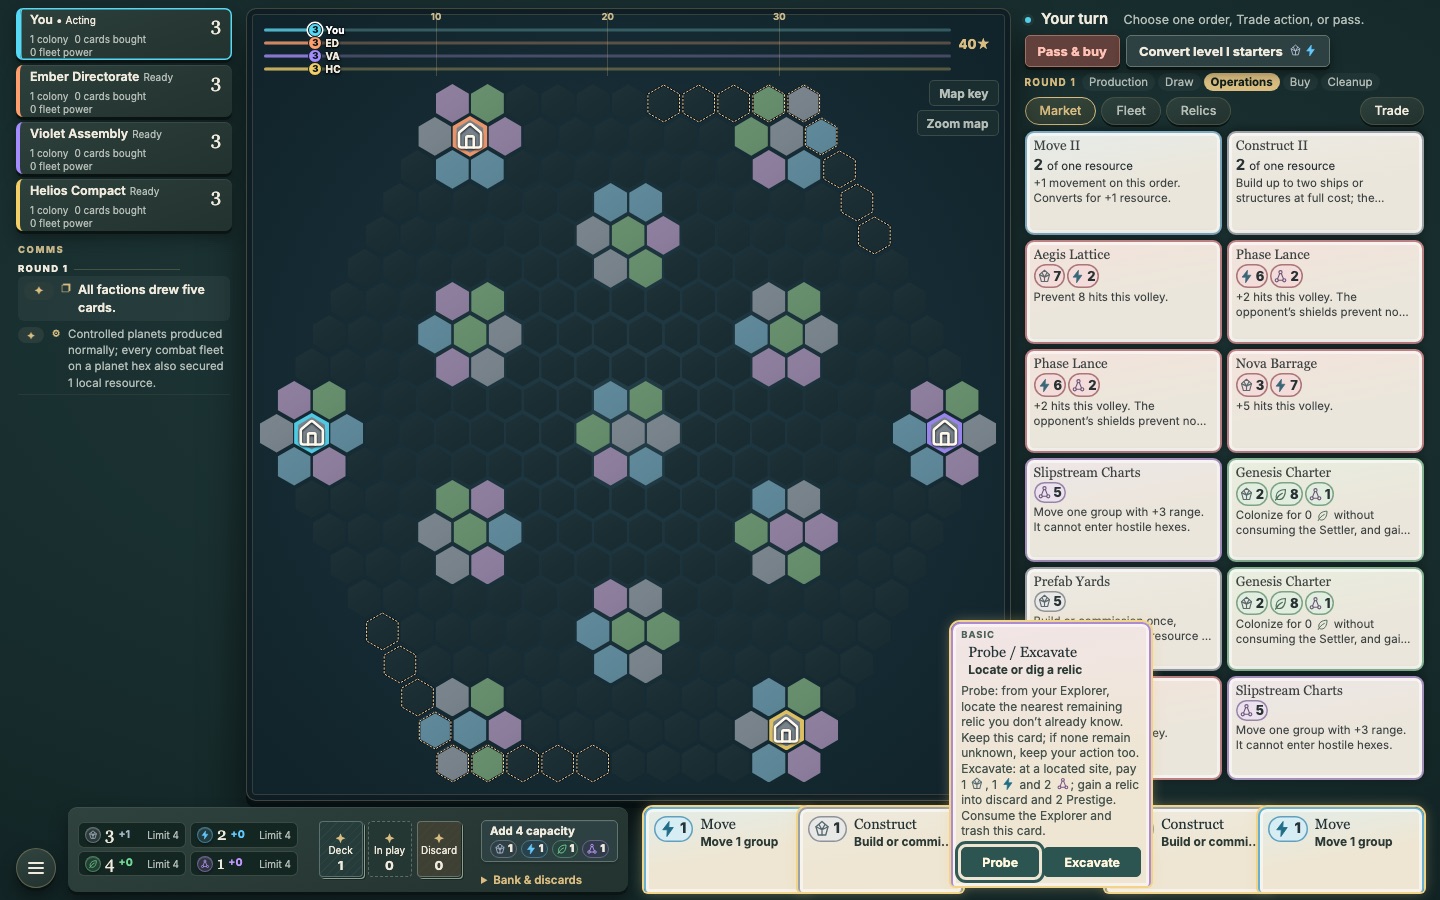 You • Acting
3
1 colony 0 cards bought
0 fleet power
Ember Directorate Ready
3
1 colony 0 cards bought
0 fleet power
Violet Assembly Ready
3
1 colony 0 cards bought
0 fleet power
Helios Compact Ready
3
1 colony 0 cards bought
0 fleet power
COMMS
ROUND 1
All factions drew five
cards.
Controlled planets produced
normally; every combat fleet
on a planet hex also secured
1 local resource.
10 20 30
3 You
3 ED
3 VA
3 HC
40★
Map key
Zoom map
Your turn Choose one order, Trade action, or pass.
Pass & buy
Convert level I starters
ROUND 1 Production Draw Operations Buy Cleanup
Market Fleet Relics Trade
Move II
2 of one resource
+1 movement on this order.
Converts for +1 resource.
Construct II
2 of one resource
Build up to two ships or
structures at full cost; the...
Aegis Lattice
7 2
Prevent 8 hits this volley.
Phase Lance
6 2
+2 hits this volley. The
opponent's shields prevent no...
Phase Lance
6 2
+2 hits this volley. The
opponent's shields prevent no...
Nova Barrage
3 7
+5 hits this volley.
Slipstream Charts
5
Move one group with +3 range.
It cannot enter hostile hexes.
Genesis Charter
2 8 1
Colonize for 0 without
consuming the Settler, and gai...
Prefab Yards
5
Build or commission once,
resource ...
Genesis Charter
2 8 1
Colonize for 0 without
consuming the Settler, and gai...
Slipstream Charts
5
Move one group with +3 range.
It cannot enter hostile hexes.
BASIC
Probe / Excavate
Locate or dig a relic
Probe: from your Explorer,
locate the nearest remaining
relic you don't already know.
Keep this card; if none remain
unknown, keep your action too.
Excavate: at a located site, pay
1 , 1 and 2 ; gain a relic
into discard and 2 Prestige.
Consume the Explorer and
trash this card.
Probe
Excavate
3 +1 Limit 4
2 +0 Limit 4
4 +0 Limit 4
1 +0 Limit 4
Deck
1
In play
0
Discard
0
Add 4 capacity
1 1 1 1
Bank & discards
1 Move
Move 1 group
1 Construct
Build or commi..
Construct
Build or commi..
1 Move
Move 1 group